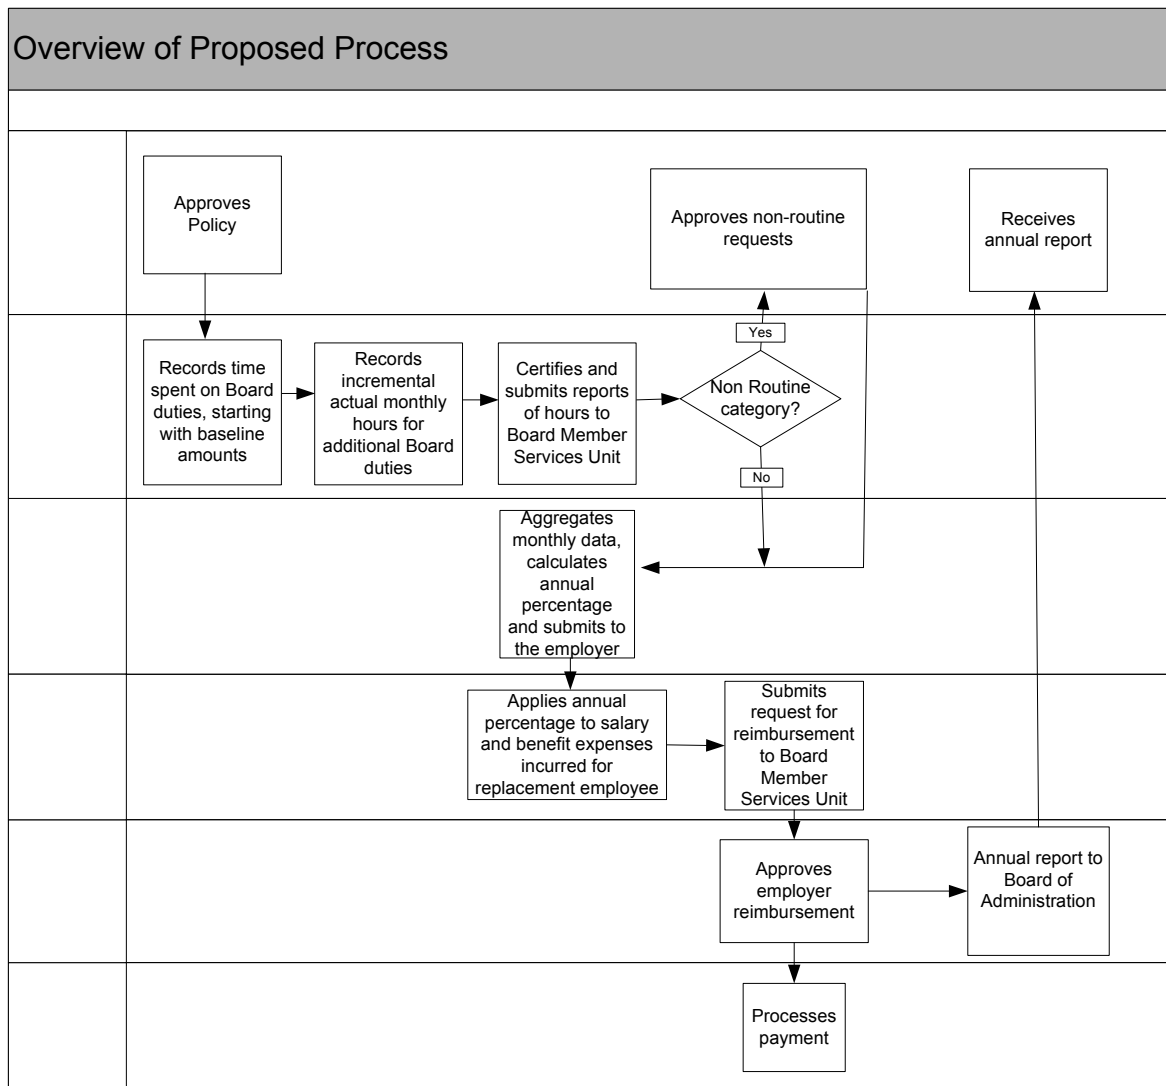 Overview of Proposed Process
Approves
Policy
Approves non-routine
requests
Receives
annual report
Yes
Records time
spent on Board
duties, starting
with baseline
amounts
Records
incremental
actual monthly
hours for
additional Board
duties
Certifies and
submits reports
of hours to
Board Member
Services Unit
Non Routine
category?
No
Aggregates
monthly data,
calculates
annual
percentage
and submits to
the employer
Applies annual
percentage to salary
and benefit expenses
incurred for
replacement employee
Submits
request for
reimbursement
to Board
Member
Services Unit
Approves
employer
reimbursement
Annual report to
Board of
Administration
Processes
payment